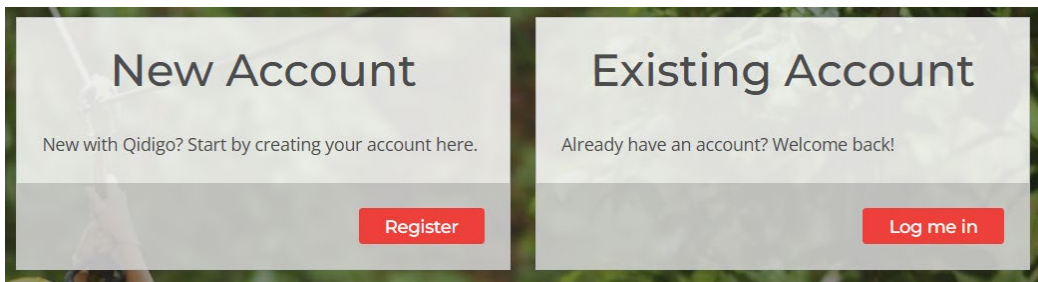 New Account
New with Qidigo? Start by creating your account here.
Register
Existing Account
Already have an account? Welcome back!
Log me in